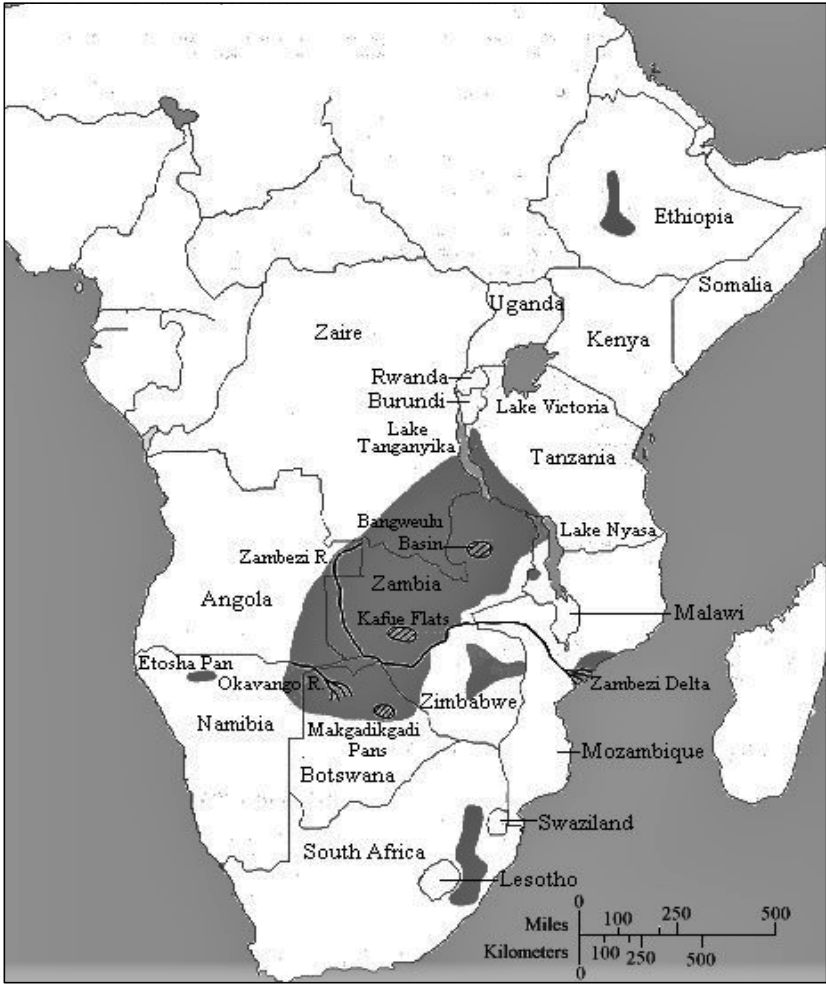 Ethiopia
Somalia
Uganda
Kenya
Zaire
Rwanda
Burundi
Lake Victoria
Lake
Tanganyika
Tanzania
Bangweulu
Basin
Lake Nyasa
Zambezi R.
Zambia
Angola
Malawi
Kafue Flats
Etosha Pan
Okavango R.
Zambezi Delta
Zimbabwe
Namibia
Makgadikgadi
Pans
Mozambique
Botswana
Swaziland
South Africa
Lesotho
0 100 250 500
Miles
Kilometers
0 100 250 500